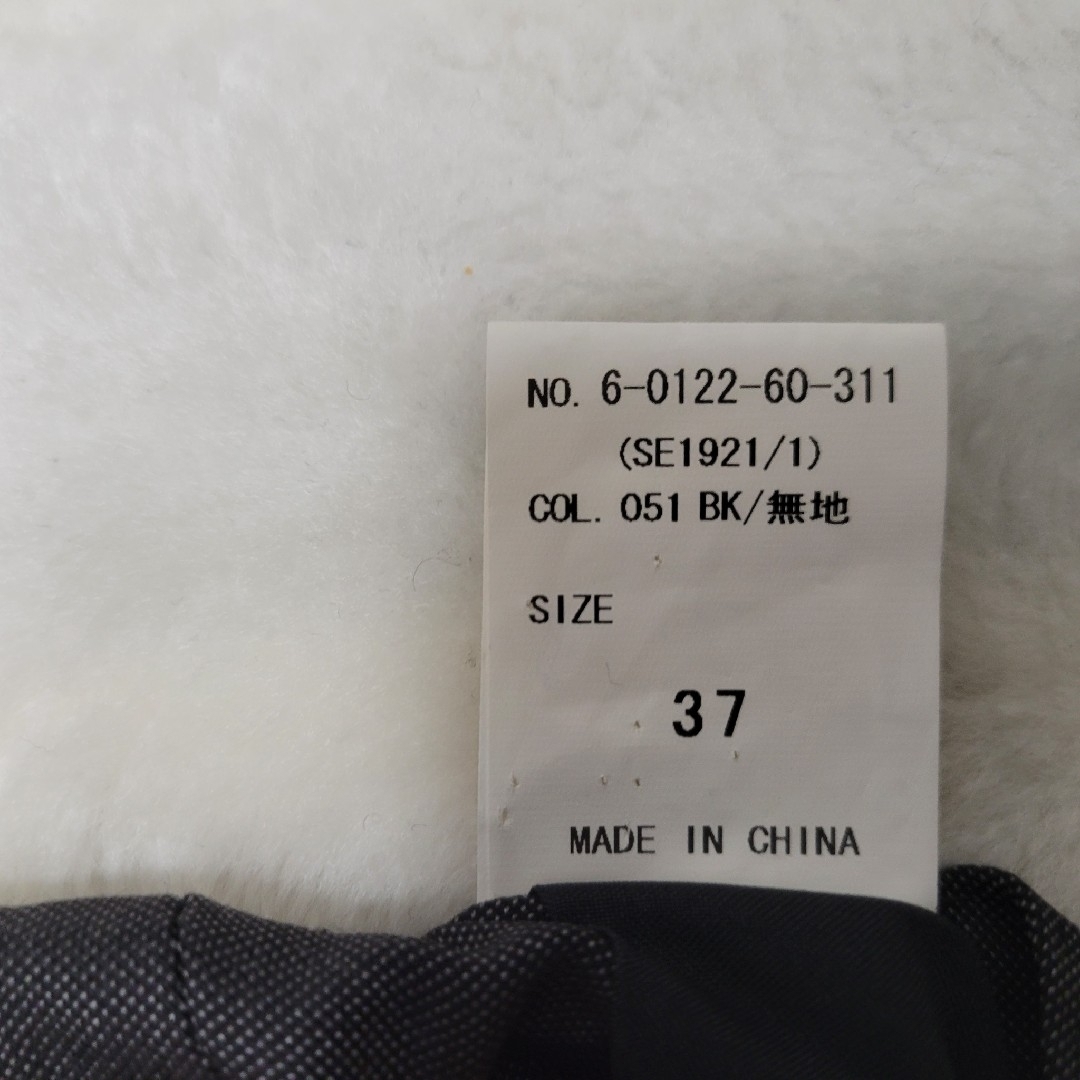 NO. 6-0122-60-311
(SE1921/1)
COL. 051 BK/無地
SIZE
37
MADE IN CHINA